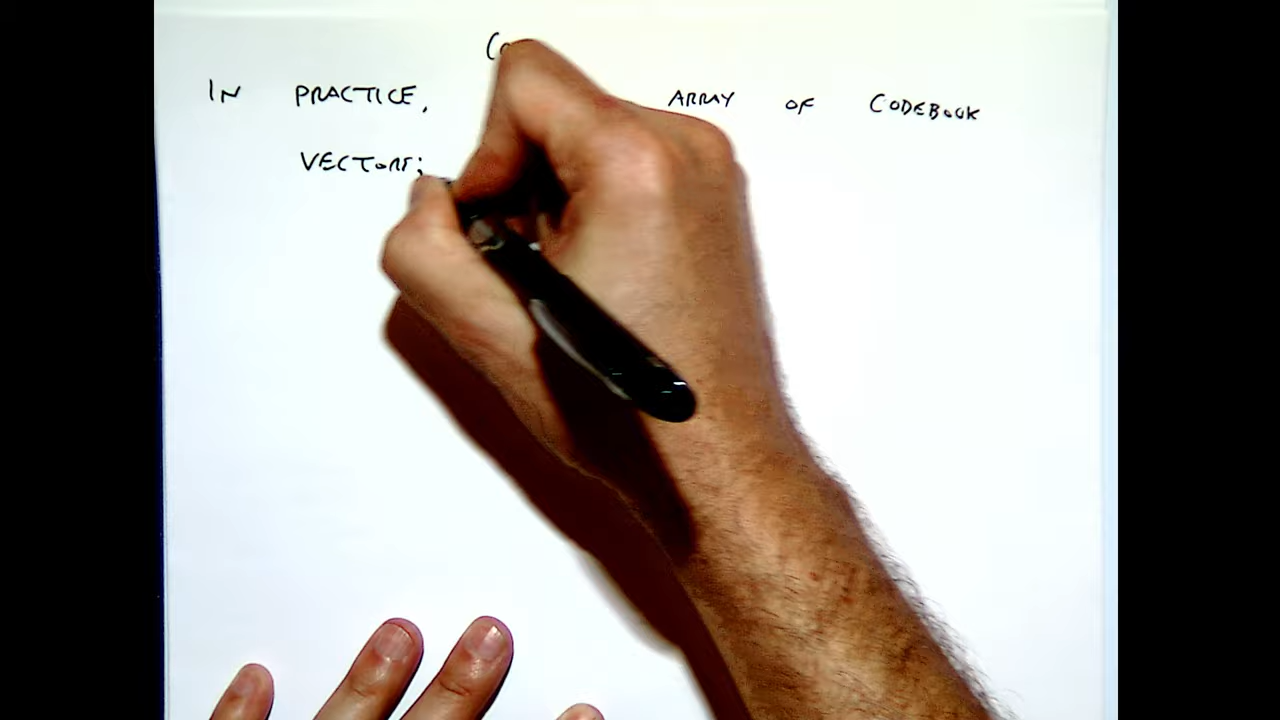 IN PRACTICE, ARRAY OF CODEBOOK
VECTORS;